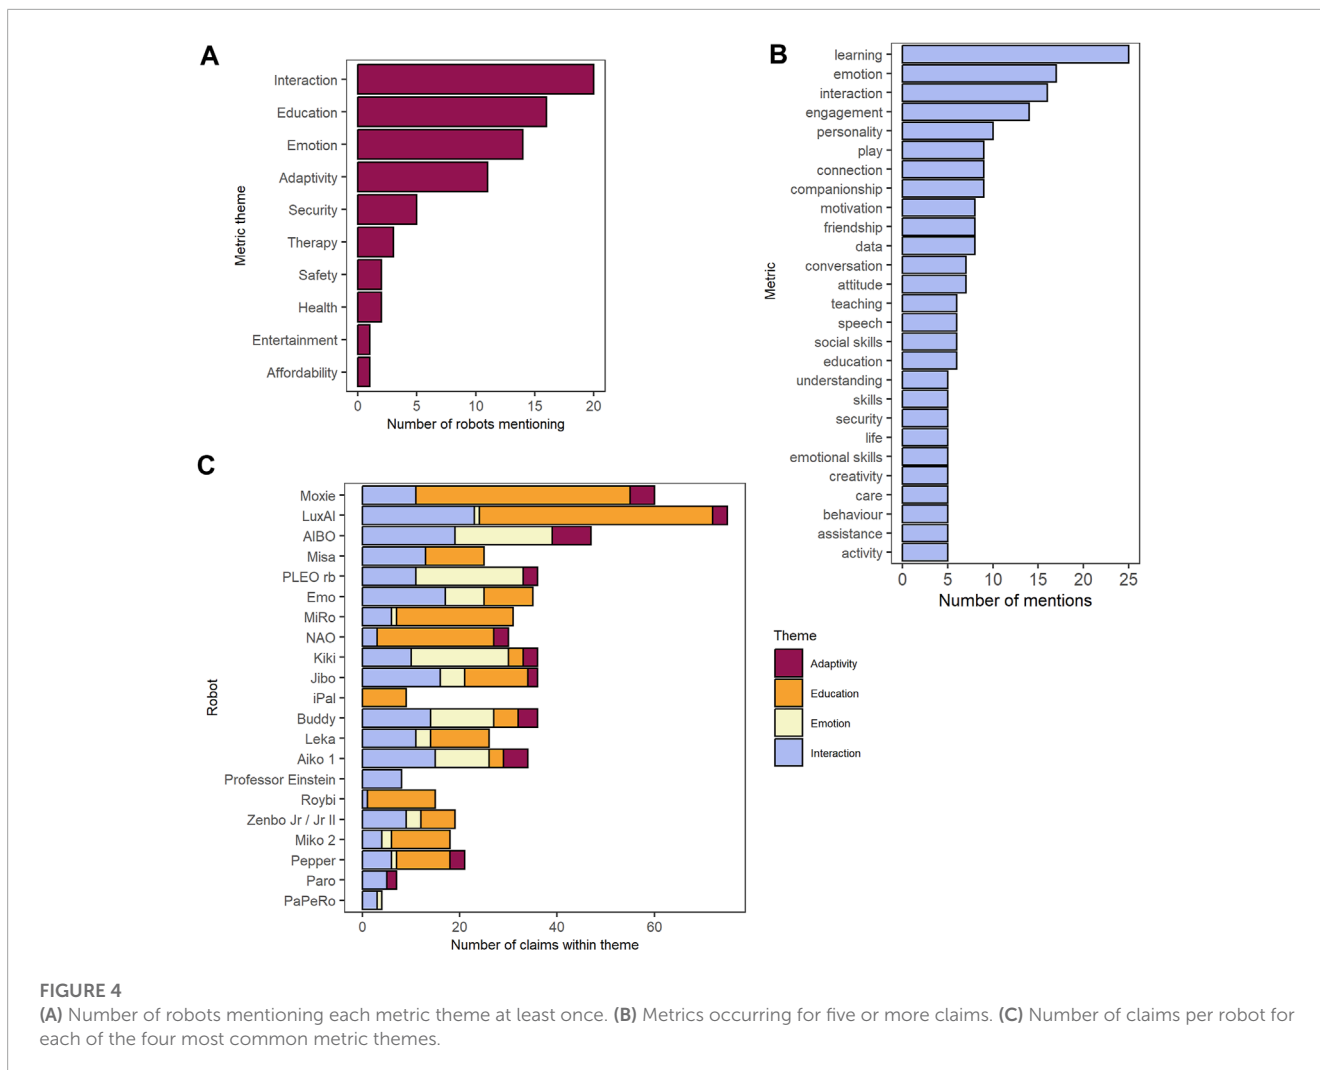 A
Interaction
Education
Emotion
Adaptivity
Security
Therapy
Safety
Health
Entertainment
Affordability
Metric theme
0 5 10 15 20
Number of robots mentioning
B
learning
emotion
interaction
engagement
personality
play
connection
companionship
motivation
friendship
data
conversation
attitude
teaching
speech
social skills
education
understanding
skills
security
life
emotional skills
creativity
care
behaviour
assistance
activity
Metric
0 5 10 15 20 25
Number of mentions
C
Moxie
LuxAI
AIBO
Misa
PLEO rb
Emo
MiRo
NAO
Kiki
Jibo
iPal
Buddy
Leka
Aiko 1
Professor Einstein
Roybi
Zenbo Jr / Jr II
Miko 2
Pepper
Paro
PaPeRo
Robot
0 20 40 60
Number of claims within theme
Theme
Adaptivity
Education
Emotion
Interaction
FIGURE 4
(A) Number of robots mentioning each metric theme at least once. (B) Metrics occurring for five or more claims. (C) Number of claims per robot for
each of the four most common metric themes.